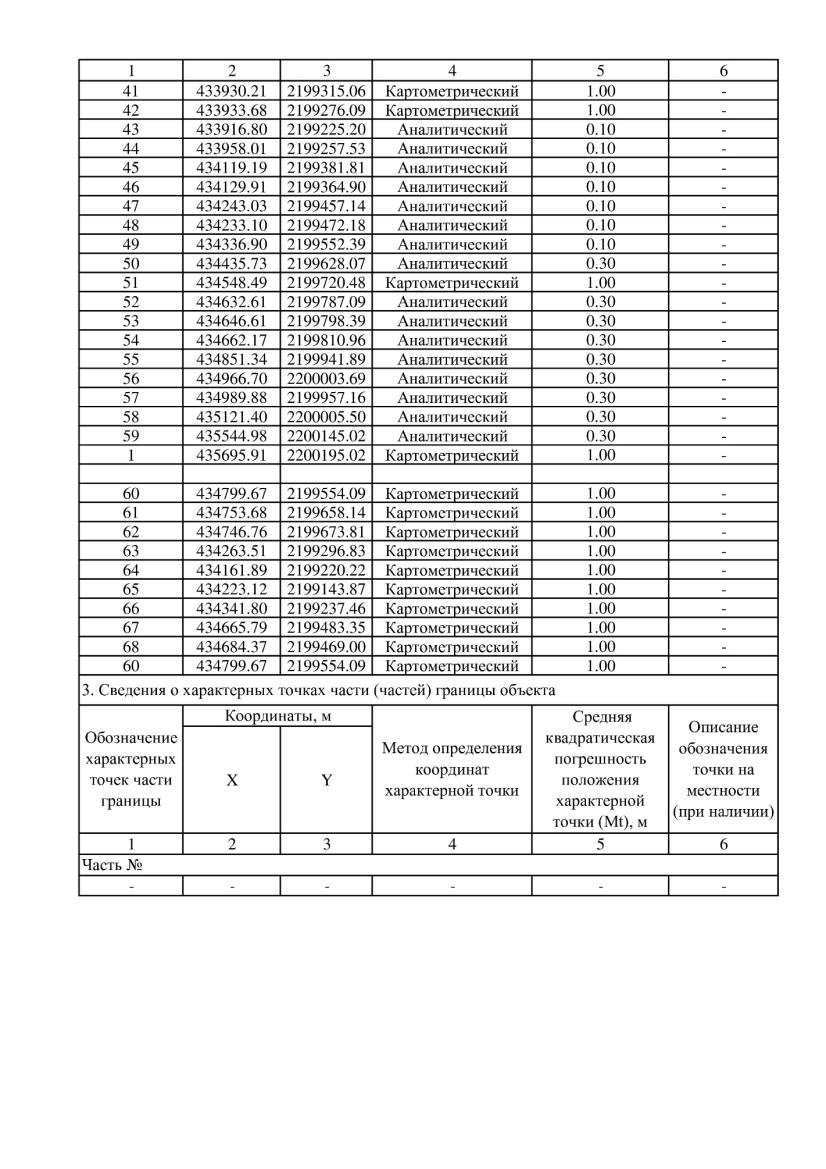 1 2 3 4 5 6
41 433930.21 2199315.06 Картометрический 1.00 -
42 433933.68 2199276.09 Картометрический 1.00 -
43 433916.80 2199225.20 Аналитический 0.10 -
44 433958.01 2199257.53 Аналитический 0.10 -
45 434119.19 2199381.81 Аналитический 0.10 -
46 434129.91 2199364.90 Аналитический 0.10 -
47 434243.03 2199457.14 Аналитический 0.10 -
48 434233.10 2199472.18 Аналитический 0.10 -
49 434336.90 2199552.39 Аналитический 0.10 -
50 434435.73 2199628.07 Аналитический 0.30 -
51 434548.49 2199720.48 Картометрический 1.00 -
52 434632.61 2199787.09 Аналитический 0.30 -
53 434646.61 2199798.39 Аналитический 0.30 -
54 434662.17 2199810.96 Аналитический 0.30 -
55 434851.34 2199941.89 Аналитический 0.30 -
56 434966.70 2200003.69 Аналитический 0.30 -
57 434989.88 2199957.16 Аналитический 0.30 -
58 435121.40 2200005.50 Аналитический 0.30 -
59 435544.98 2200145.02 Аналитический 0.30 -
1 435695.91 2200195.02 Картометрический 1.00 -
60 434799.67 2199554.09 Картометрический 1.00 -
61 434753.68 2199658.14 Картометрический 1.00 -
62 434746.76 2199673.81 Картометрический 1.00 -
63 434263.51 2199296.83 Картометрический 1.00 -
64 434161.89 2199220.22 Картометрический 1.00 -
65 434223.12 2199143.87 Картометрический 1.00 -
66 434341.80 2199237.46 Картометрический 1.00 -
67 434665.79 2199483.35 Картометрический 1.00 -
68 434684.37 2199469.00 Картометрический 1.00 -
60 434799.67 2199554.09 Картометрический 1.00 -
3. Сведения о характерных точках части (частей) границы объекта
Обозначение
характерных
точек части
границы
Координаты, м
X
Y
Метод определения
координат
характерной точки
Средняя
квадратическая
погрешность
положения
характерной
точки (Mt), м
Описание
обозначения
точки на
местности
(при наличии)
1 2 3 4 5 6
Часть №
- - - - - -